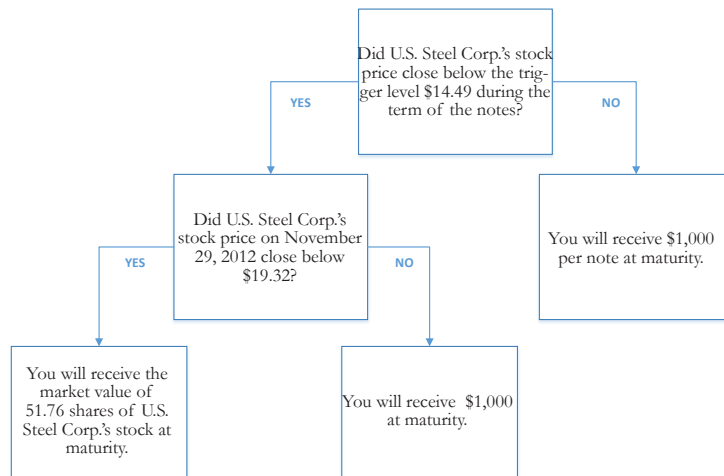 Did U.S. Steel Corp.'s stock
price close below the trig-
ger level $14.49 during the
term of the notes?
YES
NO
Did U.S. Steel Corp.'s
stock price on November
29, 2012 close below
$19.32?
You will receive $1,000
per note at maturity.
YES
NO
You will receive the
market value of
51.76 shares of U.S.
Steel Corp.'s stock at
maturity.
You will receive $1,000
at maturity.